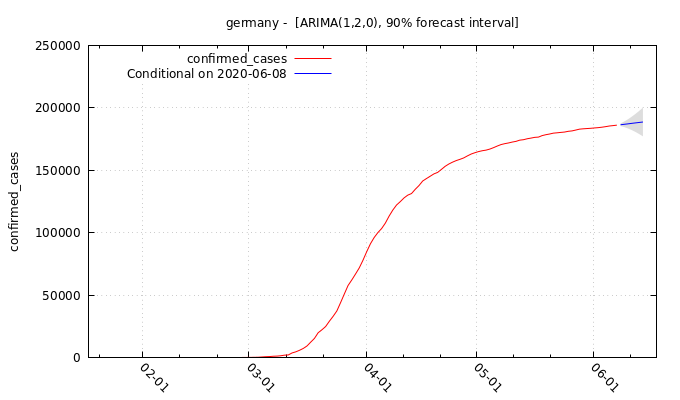 germany -  [ARIMA(1,2,0), 90% forecast interval]
250000
200000
150000
100000
50000
0
confirmed_cases
confirmed_cases
Conditional on 2020-06-08
02-01
03-01
04-01
05-01
06-01